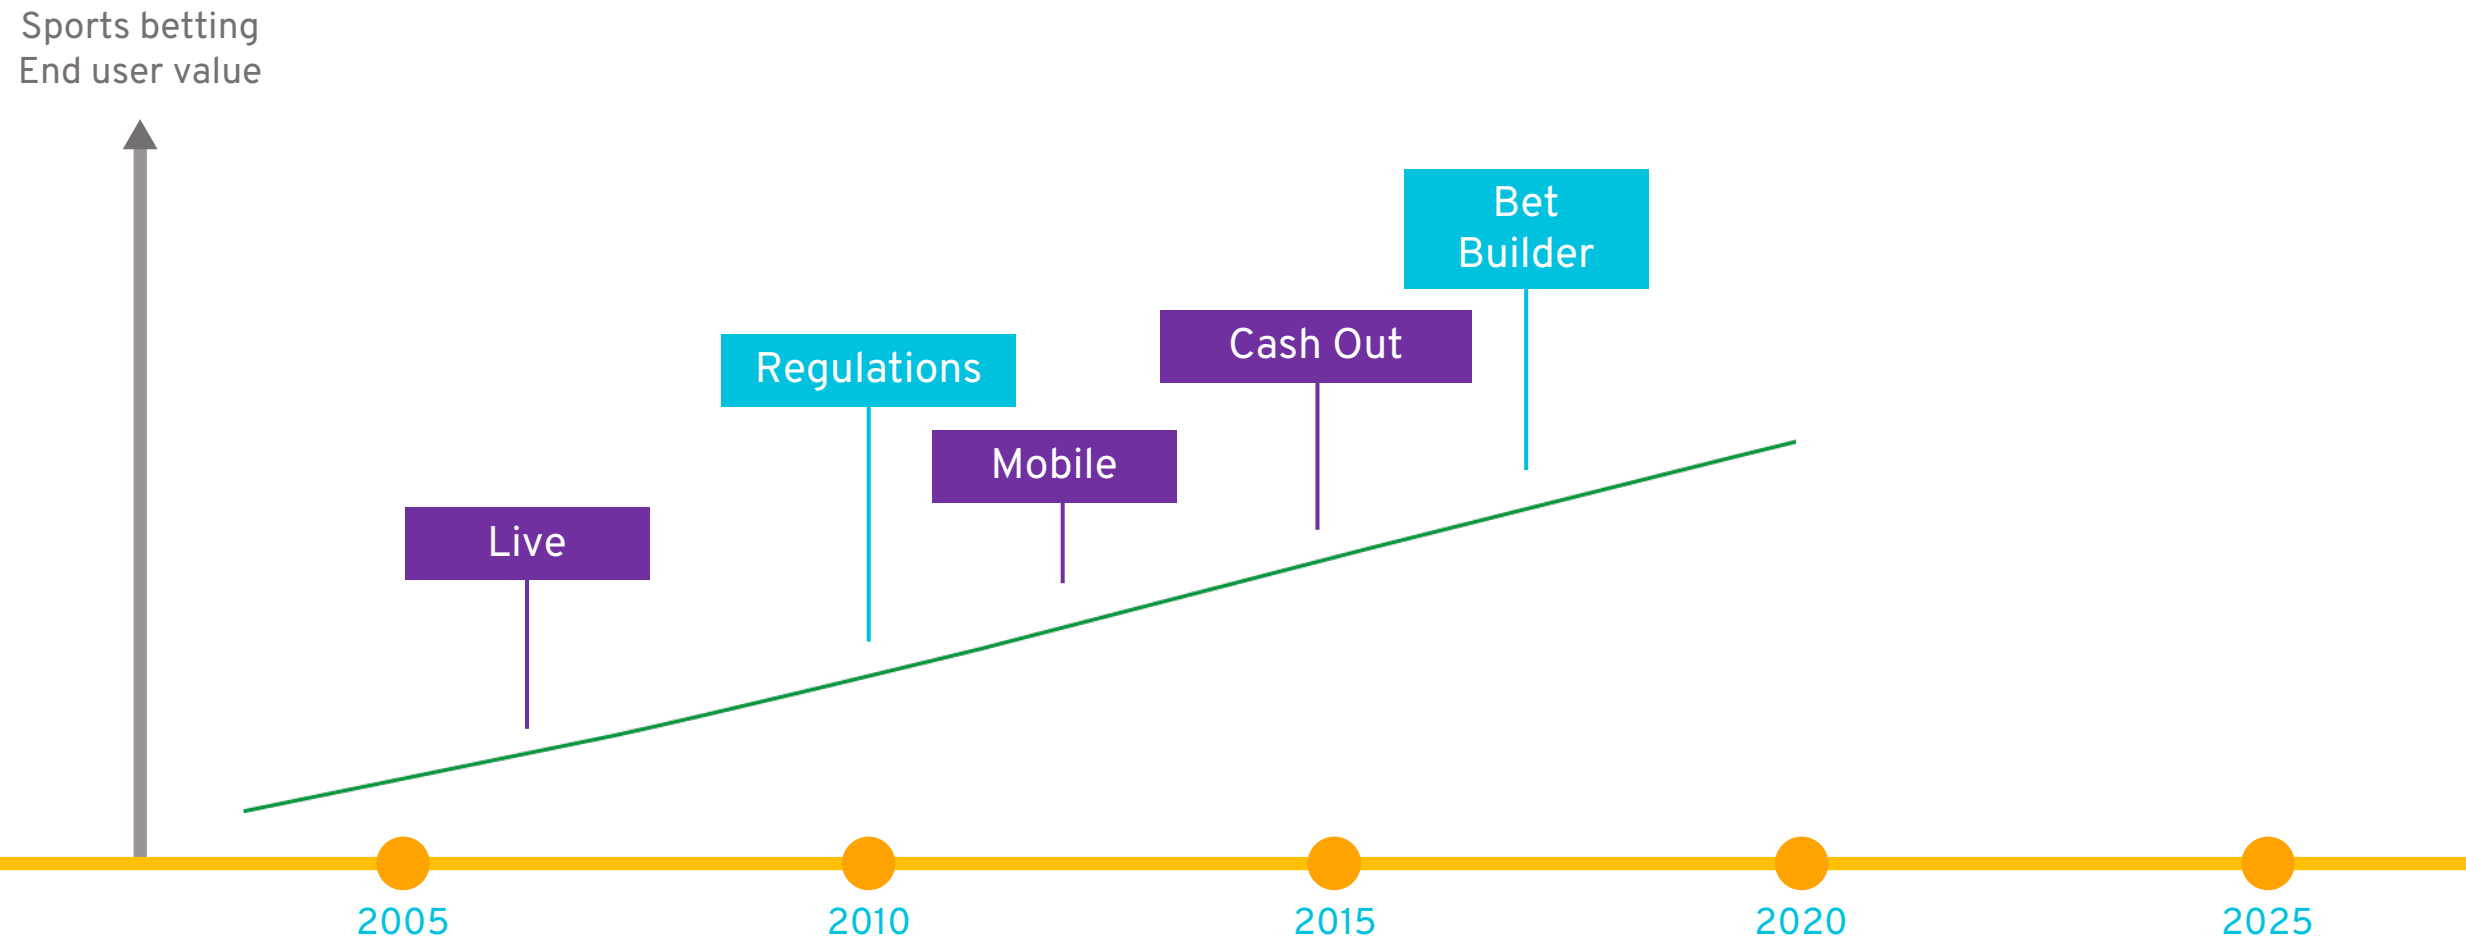 Sports betting
End user value
Bet
Builder
Cash Out
Regulations
Mobile
Live
2005
2010
2015
2020
2025